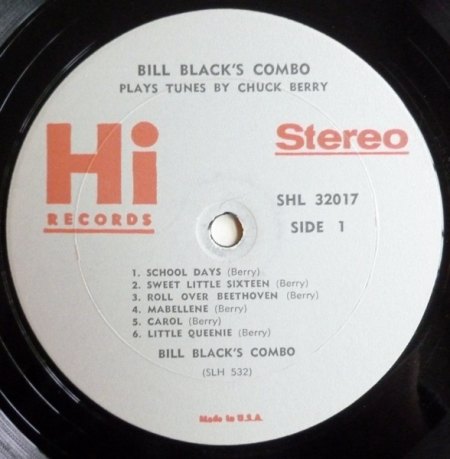 BILL BLACK'S COMBO
PLAYS TUNES BY CHUCK BERRY
Hi
RECORDS
Stereo
SHL 32017
SIDE 1
1. SCHOOL DAYS (Berry)
2. SWEET LITTLE SIXTEEN (Berry)
3. ROLL OVER BEETHOVEN (Berry)
4. MABELLENE (Berry)
5. CAROL (Berry)
6. LITTLE QUEENIE (Berry)
BILL BLACK'S COMBO
(SLH 532)
Made in U.S.A.